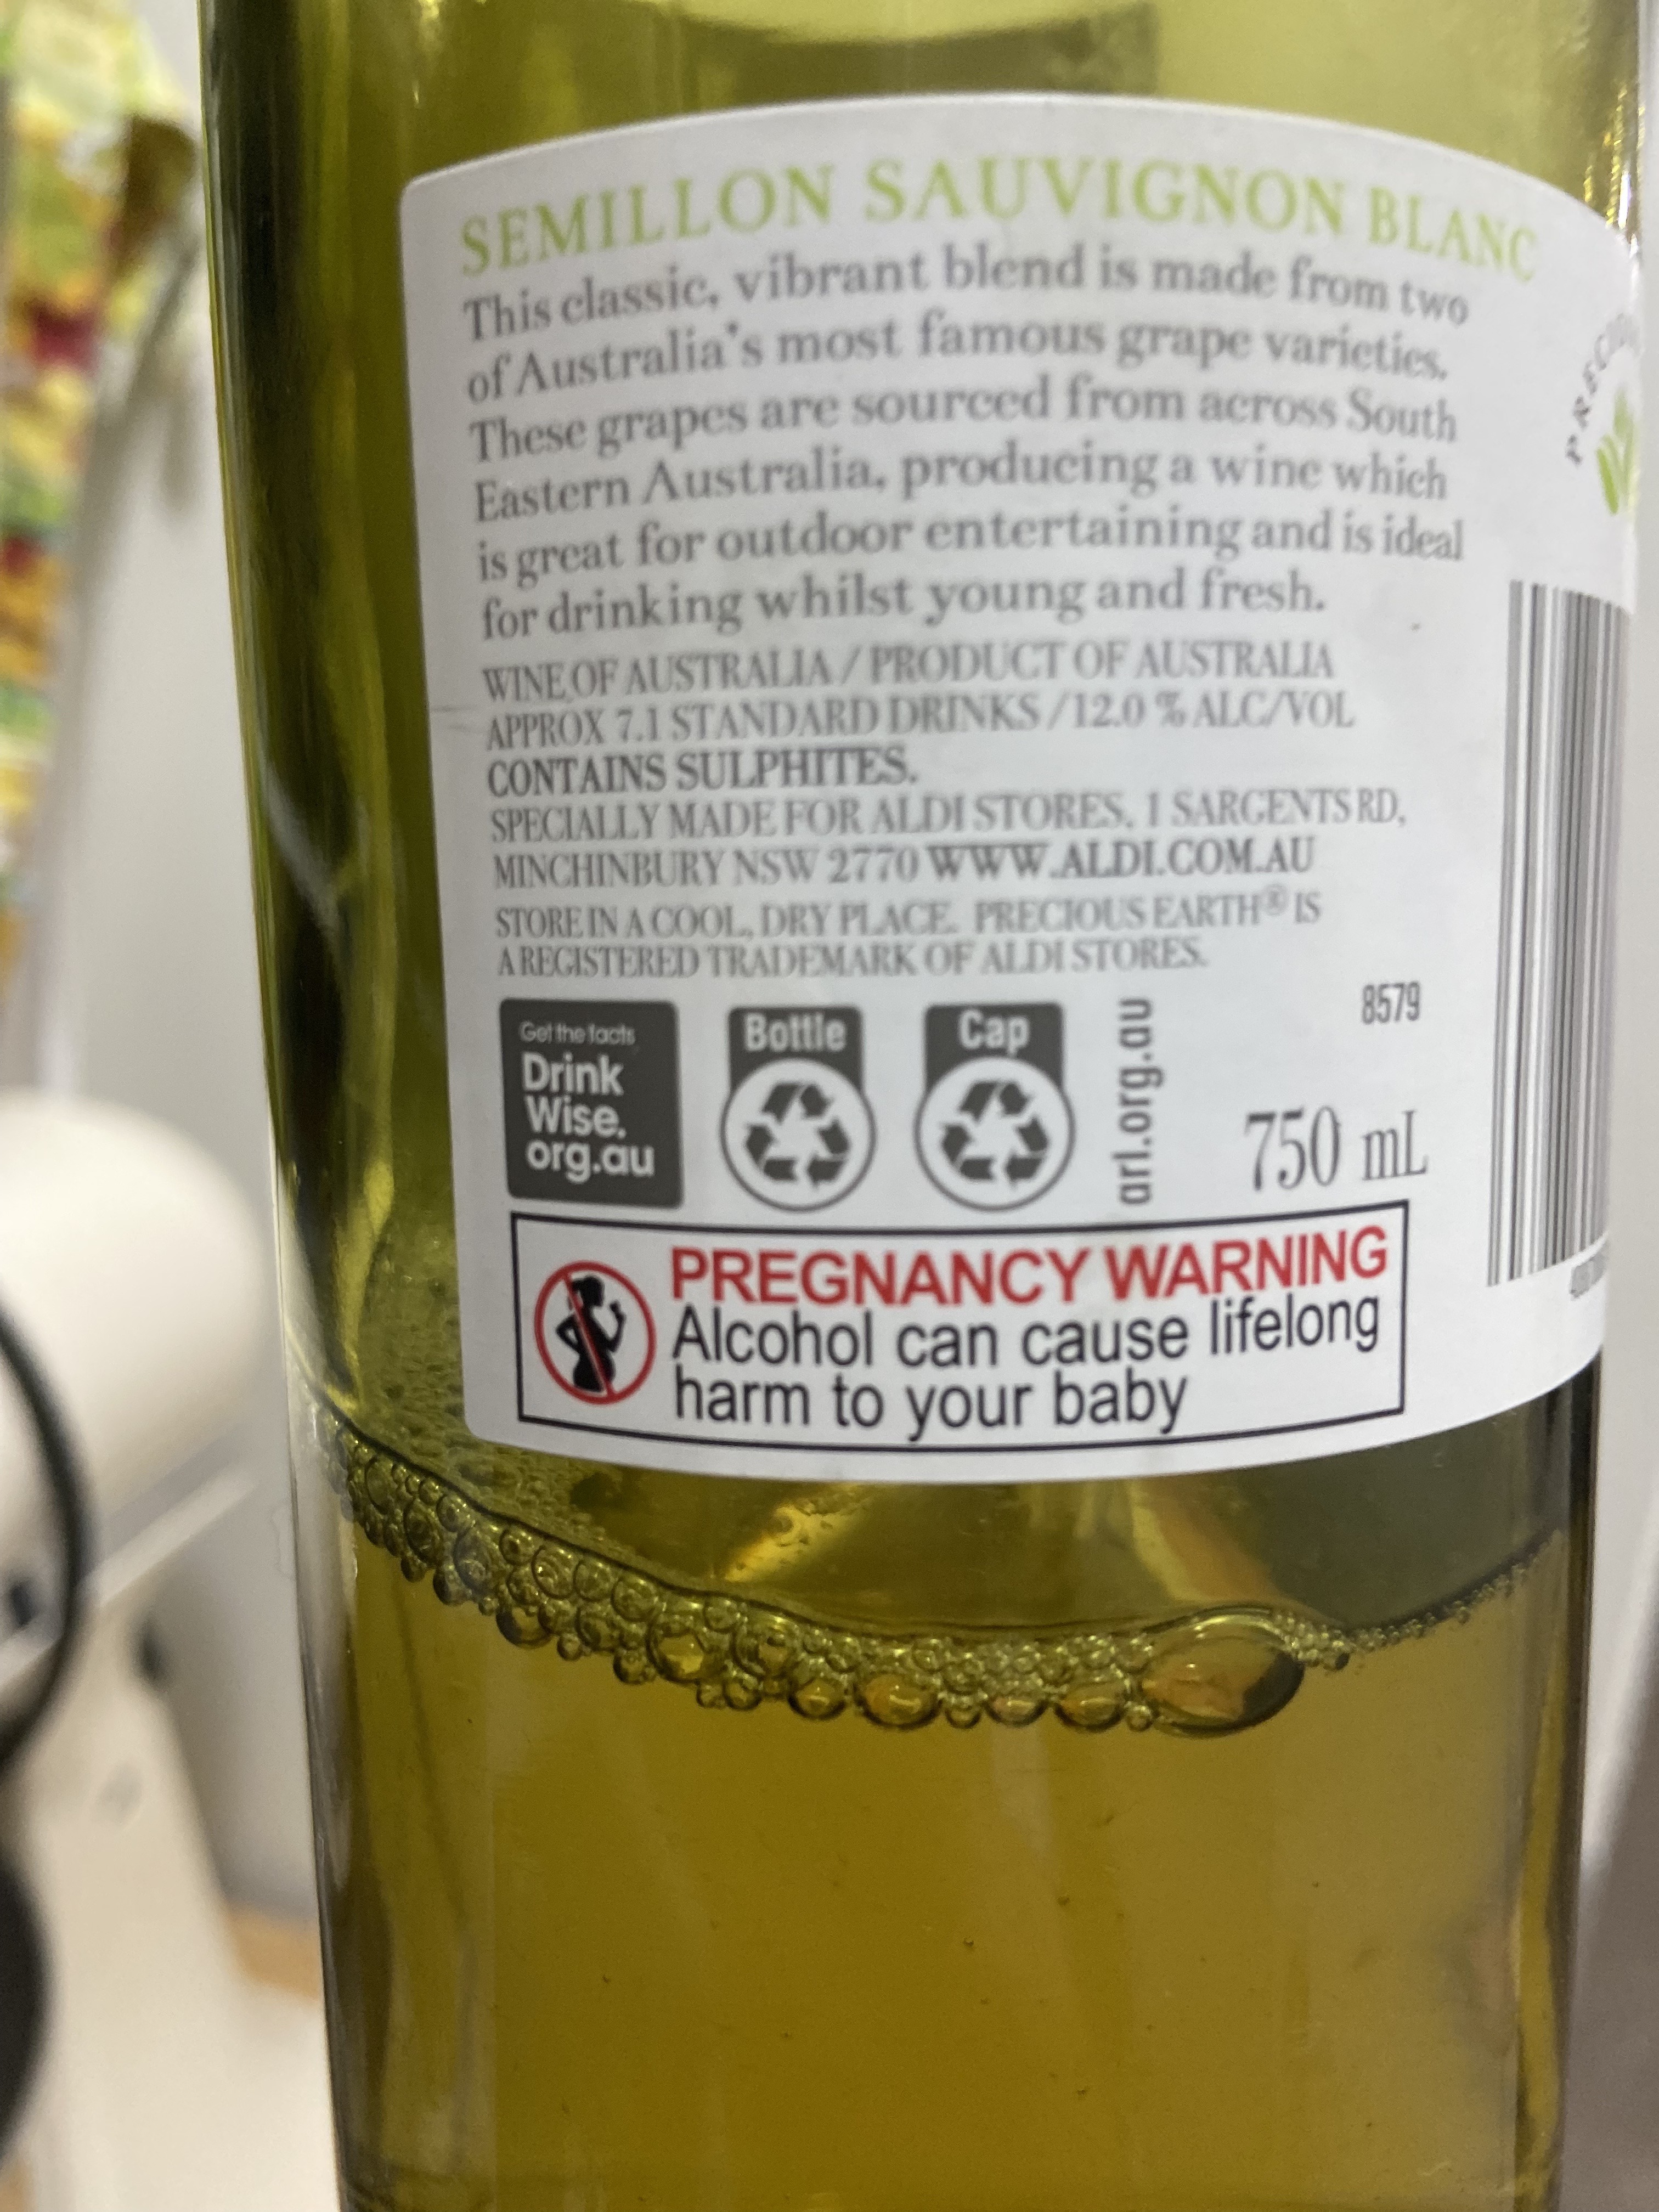 SEMILLON SAUVIGNON BLANC
This classic, vibrant blend is made from two
of Australia's most famous grape varieties.
These grapes are sourced from across South
Eastern Australia, producing a wine which
is great for outdoor entertaining and is ideal
for drinking whilst young and fresh.
WINE OF AUSTRALIA / PRODUCT OF AUSTRALIA
APPROX 7.1 STANDARD DRINKS / 12.0 % ALC/VOL
CONTAINS SULPHITES.
SPECIALLY MADE FOR ALDI STORES, 1 SARGENTS RD,
MINCHINBURY NSW 2770 WWW.ALDI.COM.AU
STORE IN A COOL, DRY PLACE. PRECIOUS EARTH® IS
A REGISTERED TRADEMARK OF ALDI STORES.
8579
Get the facts
Drink
Wise.
org.au
Bottle
Cap
arl.org.au
750 mL
PREGNANCY WARNING
Alcohol can cause lifelong
harm to your baby